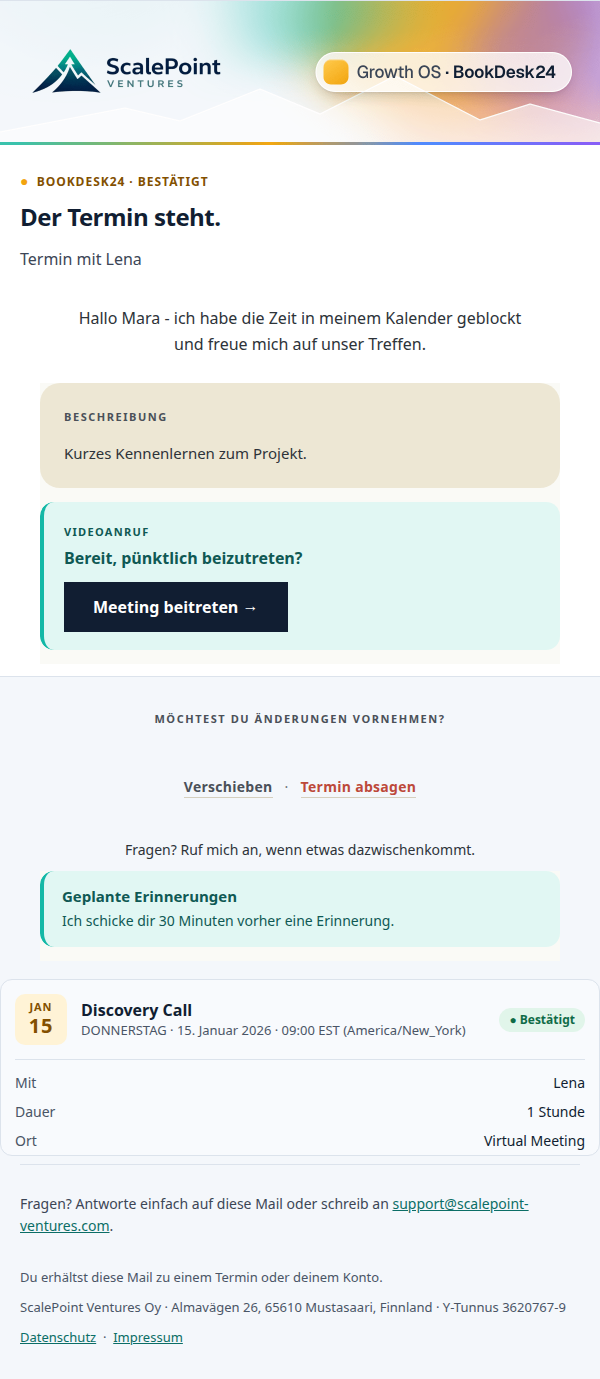 ScalePoint
VENTURES
Growth OS · BookDesk24
BOOKDESK24 · BESTÄTIGT
Der Termin steht.
Termin mit Lena
Hallo Mara - ich habe die Zeit in meinem Kalender geblockt
und freue mich auf unser Treffen.
BESCHREIBUNG
Kurzes Kennenlernen zum Projekt.
VIDEOANRUF
Bereit, pünktlich beizutreten?
Meeting beitreten →
MÖCHTEST DU ÄNDERUNGEN VORNEHMEN?
Verschieben · Termin absagen
Fragen? Ruf mich an, wenn etwas dazwischenkommt.
Geplante Erinnerungen
Ich schicke dir 30 Minuten vorher eine Erinnerung.
JAN
15
Discovery Call
DONNERSTAG · 15. Januar 2026 · 09:00 EST (America/New_York)
● Bestätigt
Mit Lena
Dauer 1 Stunde
Ort Virtual Meeting
Fragen? Antworte einfach auf diese Mail oder schreib an support@scalepoint-
ventures.com.
Du erhältst diese Mail zu einem Termin oder deinem Konto.
ScalePoint Ventures Oy · Almavägen 26, 65610 Mustasaari, Finnland · Y-Tunnus 3620767-9
Datenschutz · Impressum